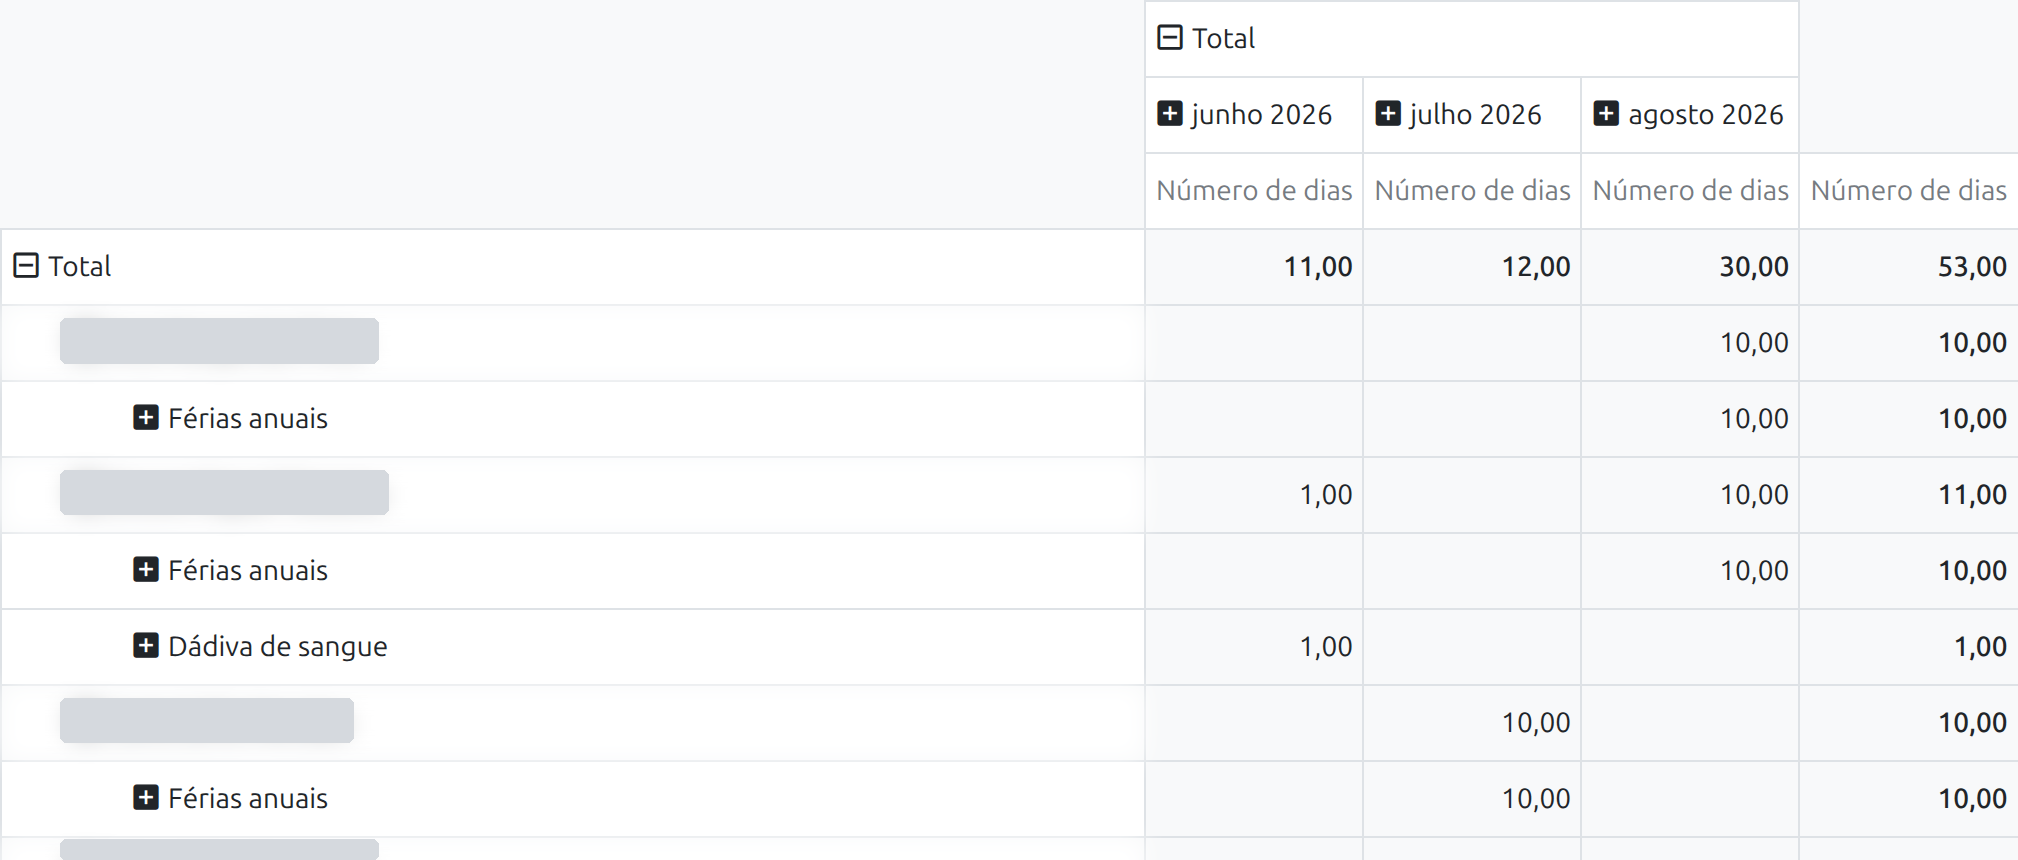 Total
junho 2026 julho 2026 agosto 2026
Número de dias Número de dias Número de dias Número de dias
Total 11,00 12,00 30,00 53,00
10,00 10,00
Férias anuais 10,00 10,00
1,00 10,00 11,00
Férias anuais 10,00 10,00
Dádiva de sangue 1,00 1,00
10,00 10,00
Férias anuais 10,00 10,00